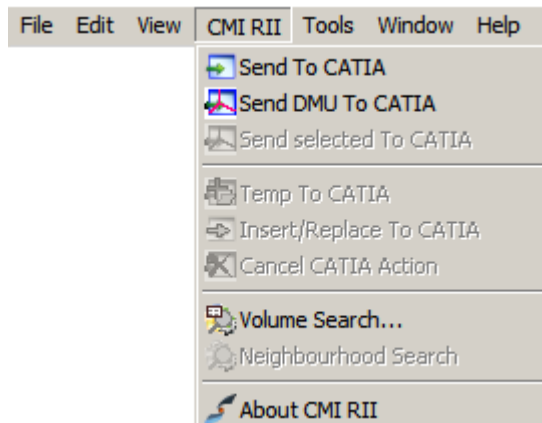 File Edit View CMI RII Tools Window Help
Send To CATIA
Send DMU To CATIA
Send selected To CATIA
Temp To CATIA
Insert/Replace To CATIA
Cancel CATIA Action
Volume Search...
Neighbourhood Search
About CMI RII